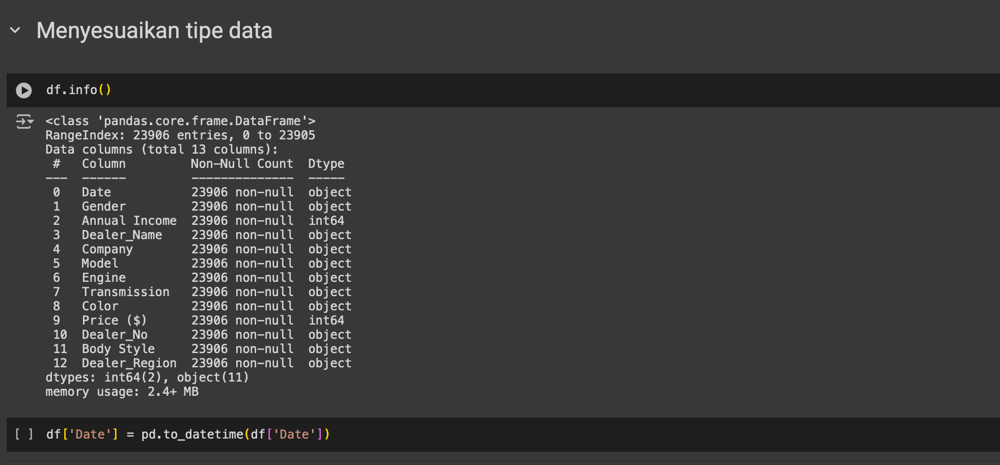 Menyesuaikan tipe data
df.info()
<class 'pandas.core.frame.DataFrame'>
RangeIndex: 23906 entries, 0 to 23905
Data columns (total 13 columns):
 #   Column         Non-Null Count  Dtype
---  ------         --------------  -----
 0   Date           23906 non-null  object
 1   Gender         23906 non-null  object
 2   Annual Income  23906 non-null  int64
 3   Dealer_Name    23906 non-null  object
 4   Company        23906 non-null  object
 5   Model          23906 non-null  object
 6   Engine         23906 non-null  object
 7   Transmission   23906 non-null  object
 8   Color          23906 non-null  object
 9   Price ($)      23906 non-null  int64
 10  Dealer_No      23906 non-null  object
 11  Body Style     23906 non-null  object
 12  Dealer_Region  23906 non-null  object
dtypes: int64(2), object(11)
memory usage: 2.4+ MB
[ ] df['Date'] = pd.to_datetime(df['Date'])